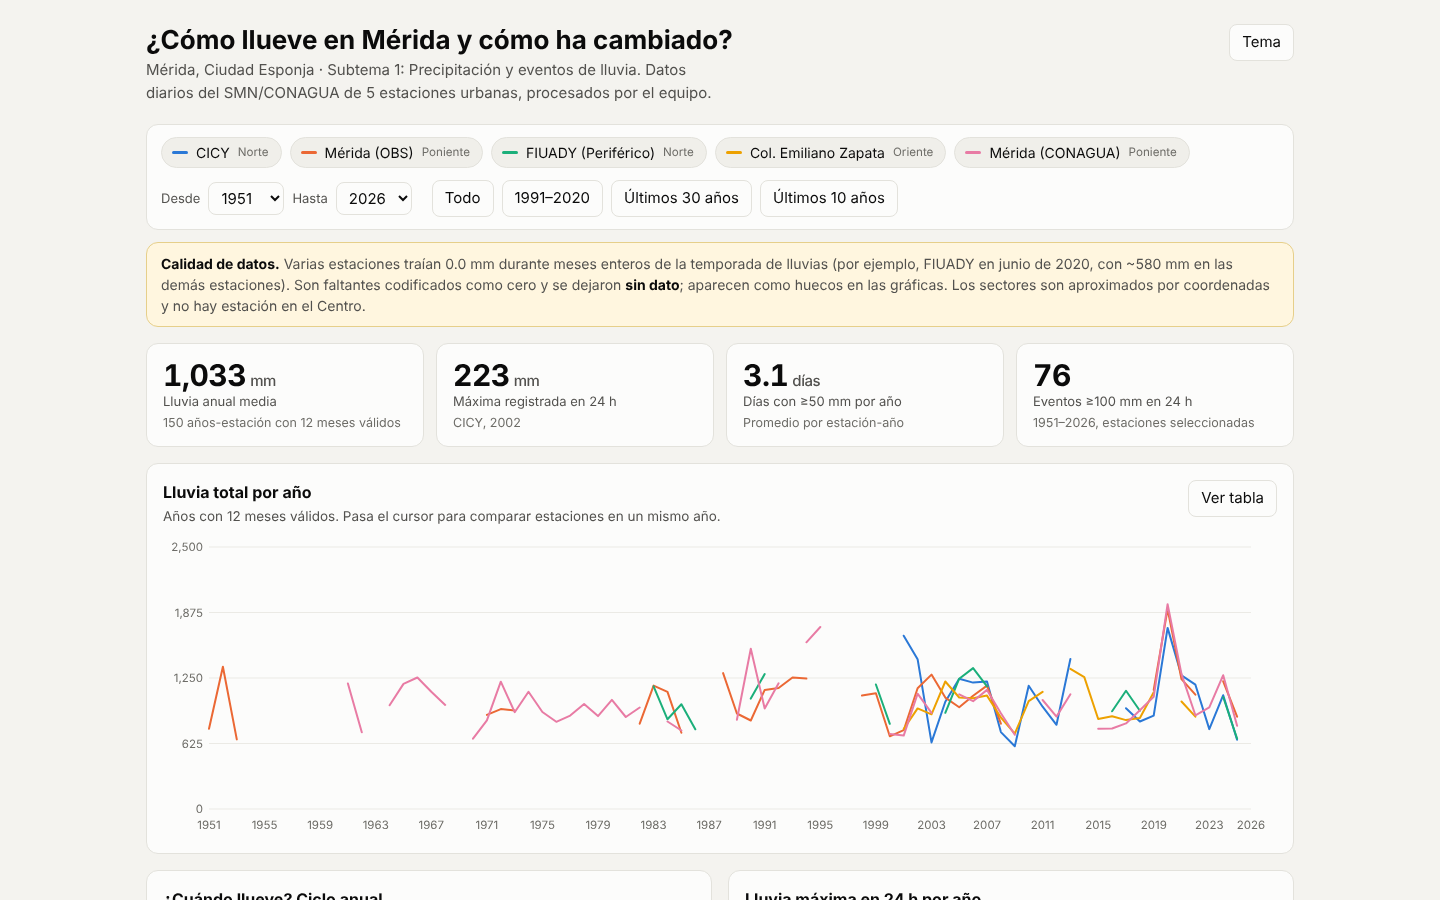 ¿Cómo llueve en Mérida y cómo ha cambiado?
Tema
Mérida, Ciudad Esponja · Subtema 1: Precipitación y eventos de lluvia. Datos
diarios del SMN/CONAGUA de 5 estaciones urbanas, procesados por el equipo.
CICY Norte
Mérida (OBS) Poniente
FIUADY (Periférico) Norte
Col. Emiliano Zapata Oriente
Mérida (CONAGUA) Poniente
Desde 1951 Hasta 2026 Todo 1991–2020 Últimos 30 años Últimos 10 años
Calidad de datos. Varias estaciones traían 0.0 mm durante meses enteros de la temporada de lluvias (por ejemplo, FIUADY en junio de 2020, con ~580 mm en las
demás estaciones). Son faltantes codificados como cero y se dejaron sin dato; aparecen como huecos en las gráficas. Los sectores son aproximados por coordenadas
y no hay estación en el Centro.
1,033 mm
Lluvia anual media
150 años-estación con 12 meses válidos
223 mm
Máxima registrada en 24 h
CICY, 2002
3.1 días
Días con ≥50 mm por año
Promedio por estación-año
76
Eventos ≥100 mm en 24 h
1951–2026, estaciones seleccionadas
Lluvia total por año
Ver tabla
Años con 12 meses válidos. Pasa el cursor para comparar estaciones en un mismo año.
2,500
1,875
1,250
625
0
1951 1955 1959 1963 1967 1971 1975 1979 1983 1987 1991 1995 1999 2003 2007 2011 2015 2019 2023 2026
¿Cuándo llueve? Ciclo anual
Lluvia máxima en 24 h por año